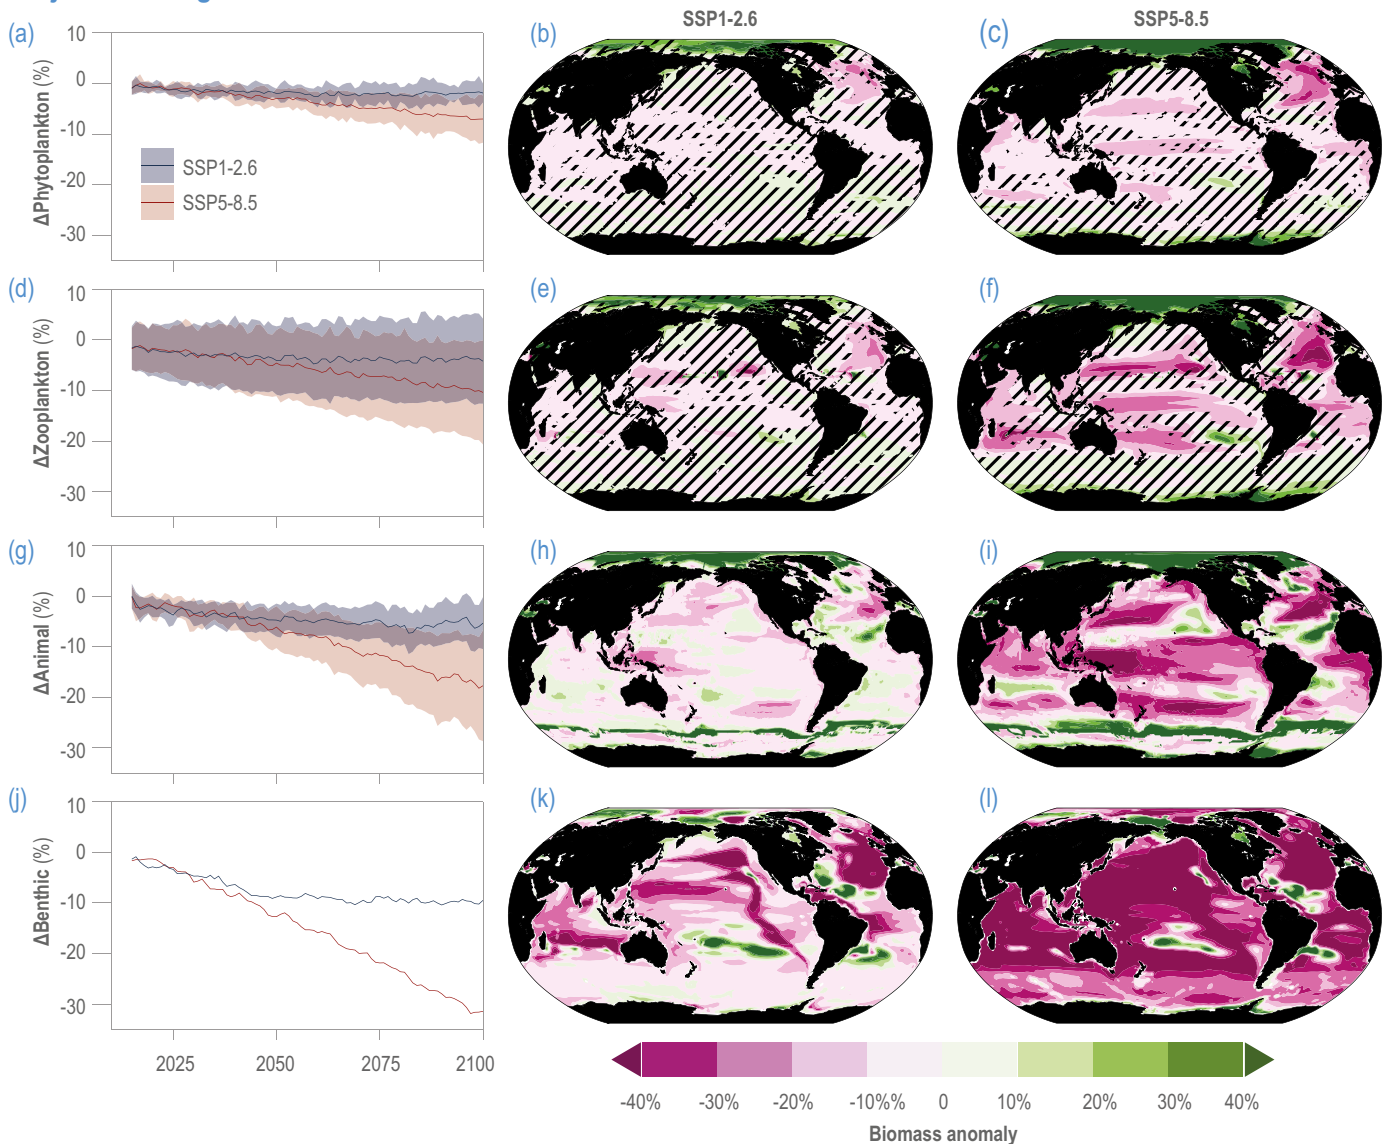 SSP1-2.6
SSP5-8.5
(a)
ΔPhytoplankton (%)
10
0
-10
-20
-30
SSP1-2.6
SSP5-8.5
(b)
(c)
(d)
ΔZooplankton (%)
10
0
-10
-20
-30
(e)
(f)
(g)
ΔAnimal (%)
10
0
-10
-20
-30
(h)
(i)
(j)
ΔBenthic (%)
10
0
-10
-20
-30
2025
2050
2075
2100
(k)
(l)
-40%
-30%
-20%
-10%%
0
10%
20%
30%
40%
Biomass anomaly